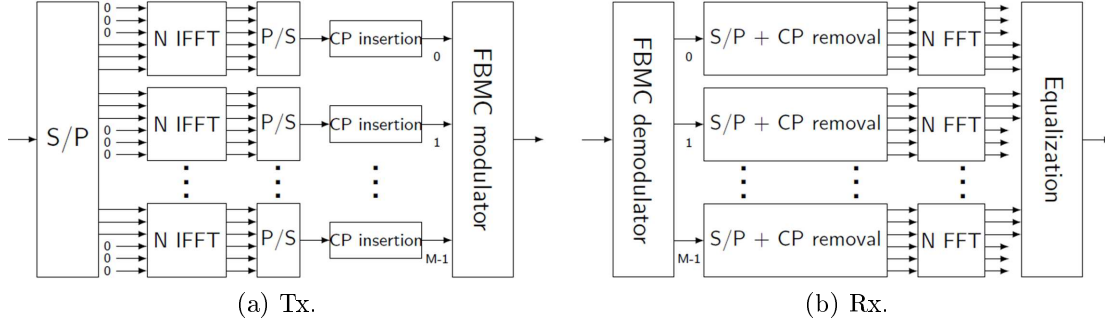 S/P
0
0
0
N IFFT
P/S
CP insertion
0
N IFFT
0
0
0
P/S
CP insertion
1
N IFFT
0
0
0
P/S
CP insertion
M-1
FBMC modulator
(a) Tx.
FBMC demodulator
0
S/P + CP removal
N FFT
1
S/P + CP removal
N FFT
M-1
S/P + CP removal
N FFT
Equalization
(b) Rx.